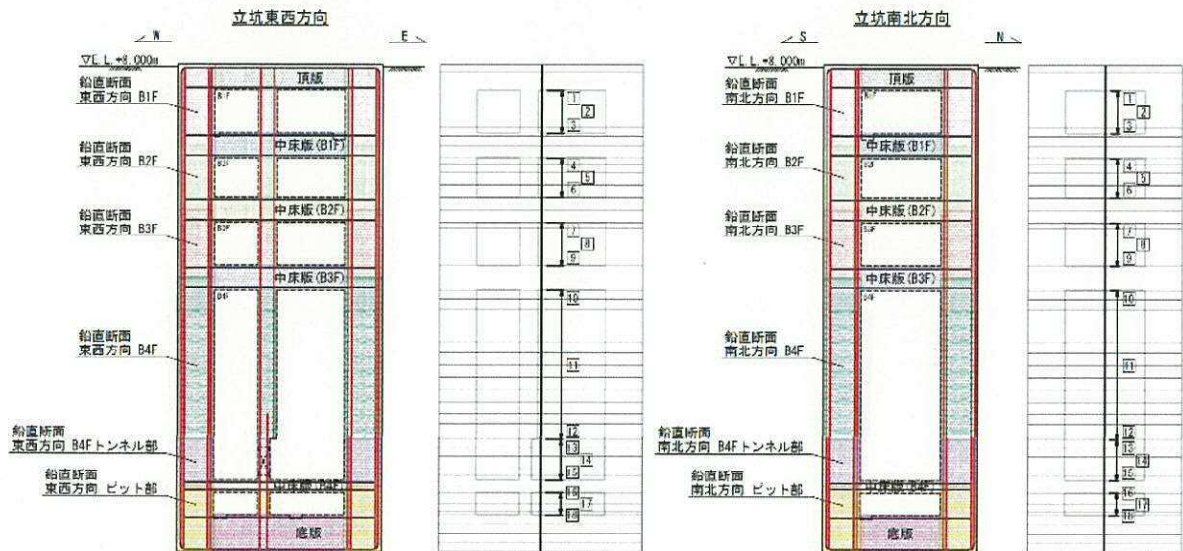 立坑東西方向
W
E
▽E.L.+8.000m
頂版
鉛直断面
東西方向 B1F
B1F
中床版(B1F)
鉛直断面
東西方向 B2F
B2F
中床版(B2F)
鉛直断面
東西方向 B3F
B3F
中床版(B3F)
B4F
鉛直断面
東西方向 B4F
鉛直断面
東西方向 B4Fトンネル部
鉛直断面
東西方向 ピット部
中床版(B4F)
底版
1
2
3
4
5
6
7
8
9
10
11
12
13
14
15
16
17
18
立坑南北方向
S
N
▽E.L.+8.000m
頂版
鉛直断面
南北方向 B1F
B1F
中床版(B1F)
鉛直断面
南北方向 B2F
B2F
中床版(B2F)
鉛直断面
南北方向 B3F
B3F
中床版(B3F)
B4F
鉛直断面
南北方向 B4F
鉛直断面
南北方向 B4Fトンネル部
鉛直断面
南北方向 ピット部
中床版(B4F)
底版
1
2
3
4
5
6
7
8
9
10
11
12
13
14
15
16
17
18